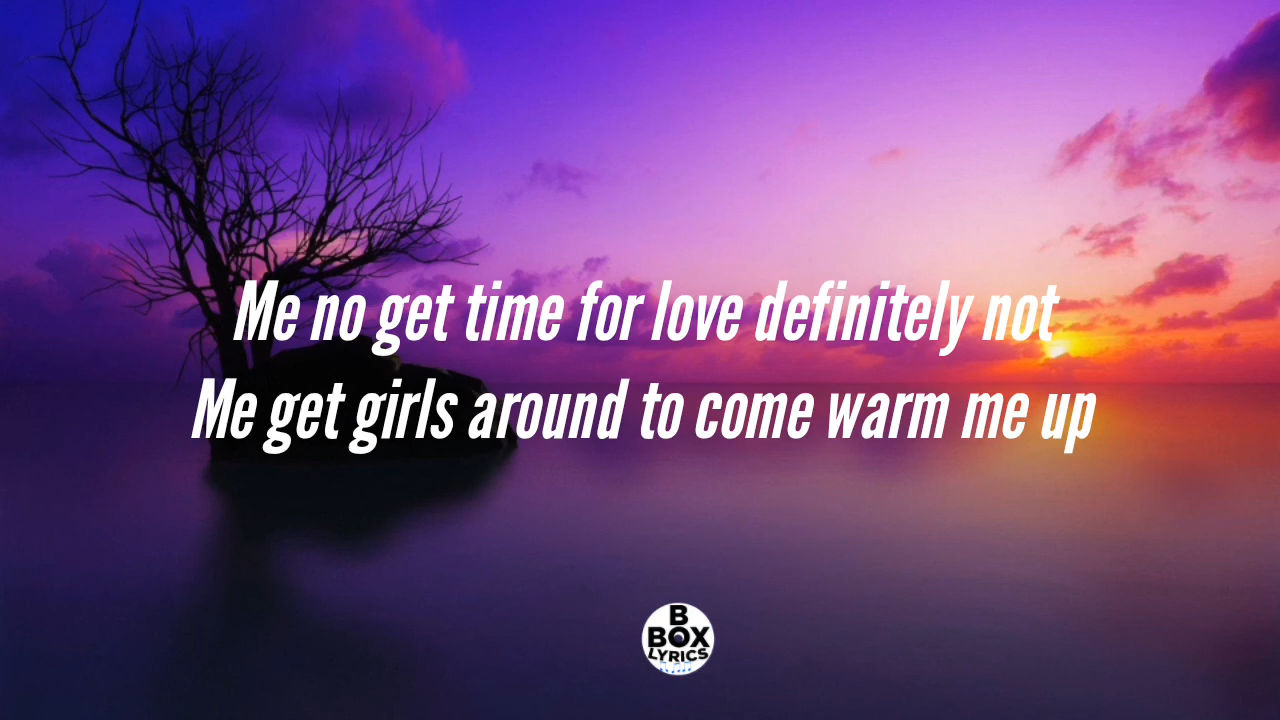 Me no get time for love definitely not
Me get girls around to come warm me up
B
BOX
LYRICS